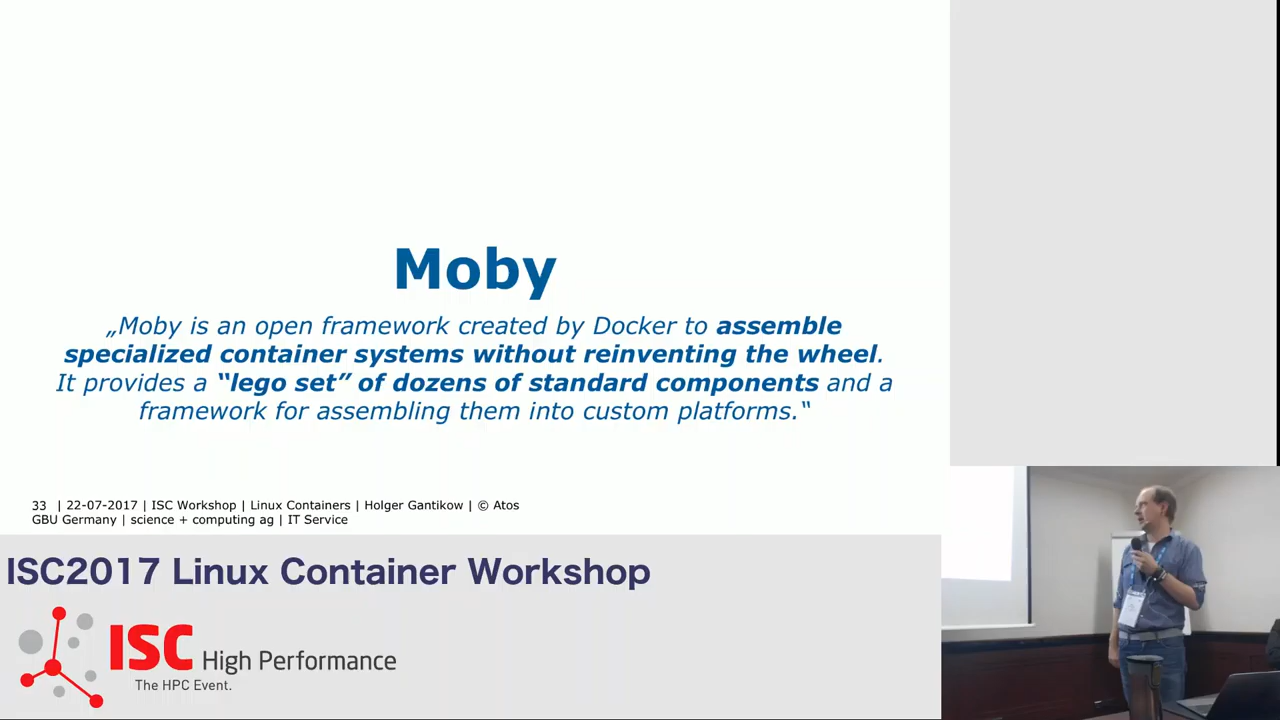 Moby
„Moby is an open framework created by Docker to assemble
specialized container systems without reinventing the wheel.
It provides a “lego set” of dozens of standard components and a
framework for assembling them into custom platforms.“
33 | 22-07-2017 | ISC Workshop | Linux Containers | Holger Gantikow | © Atos
GBU Germany | science + computing ag | IT Service
ISC2017 Linux Container Workshop
ISC High Performance
The HPC Event.